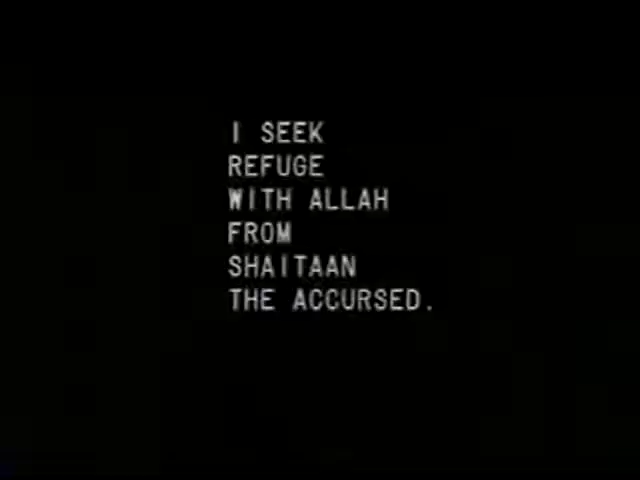 I SEEK
REFUGE
WITH ALLAH
FROM
SHAITAAN
THE ACCURSED.